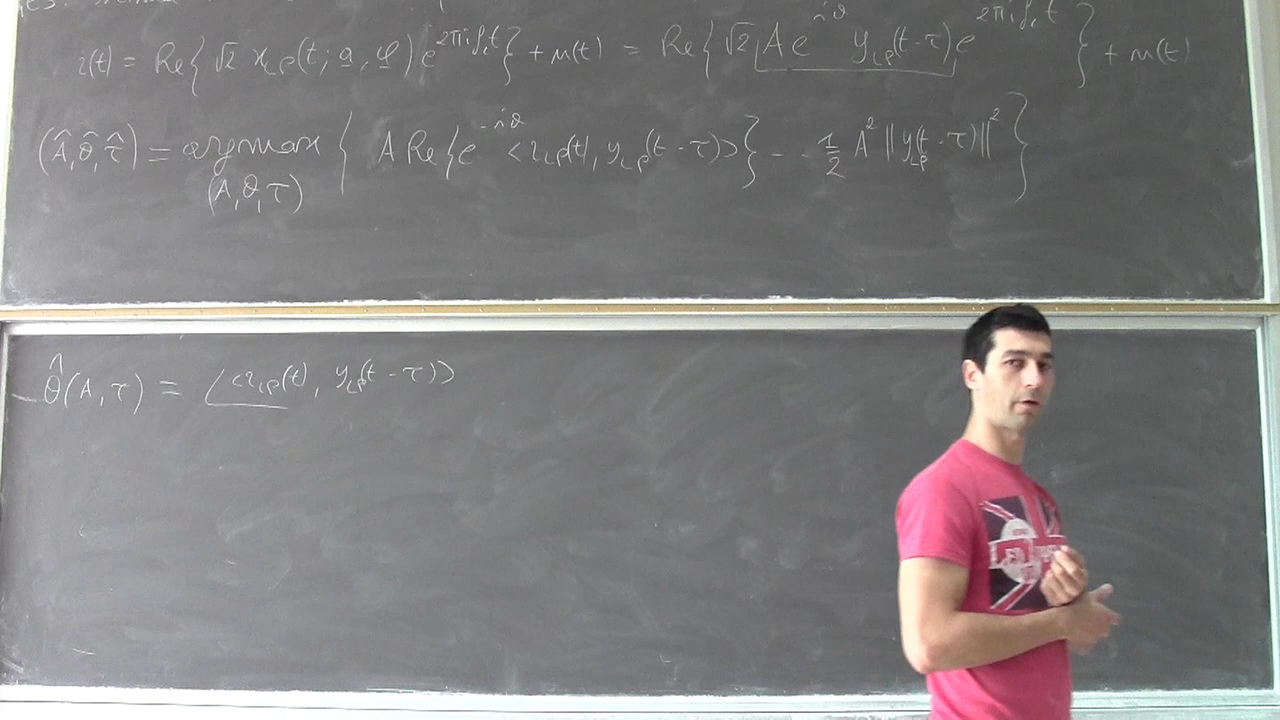 r(t) = Re{ √2 x_LP(t; a, φ) e^{2πi f_c t} } + n(t) = Re{ √2 A e^{iθ} y_LP(t-τ) e^{2πi f_c t} } + n(t)
(Â, θ̂, τ̂) = argmax { A Re{ e^{-iθ} <r_LP(t), y_LP(t-τ)> } - 1/2 A² ||y_LP(t-τ)||² }
(A, θ, τ)
θ̂(A, τ) = ∠<r_LP(t), y_LP(t-τ)>